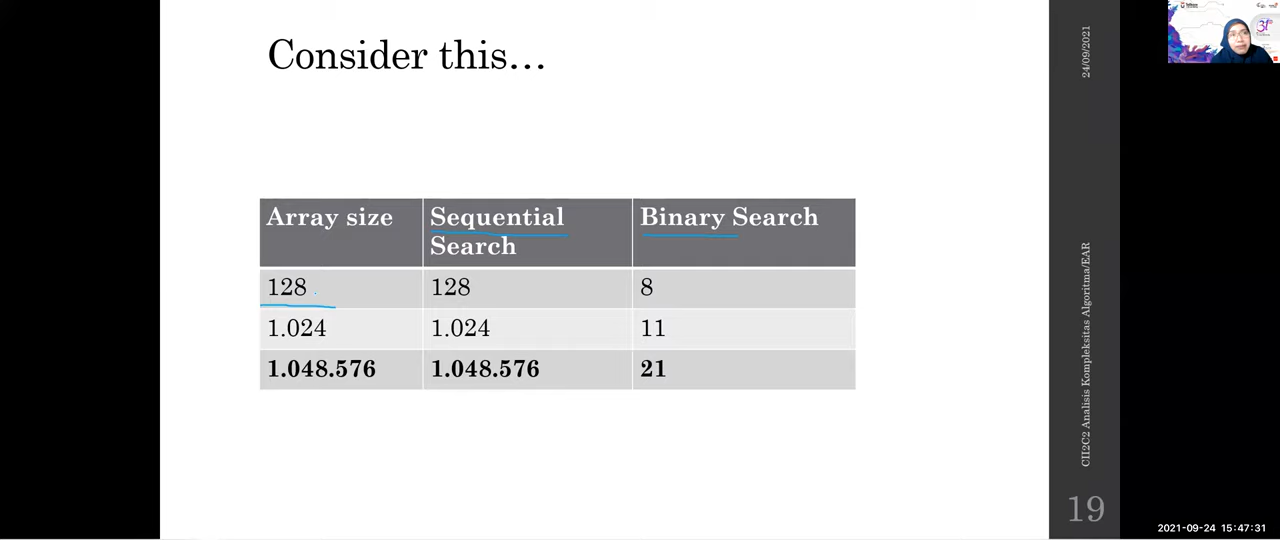 Consider this…
24/09/2021
Array size
Sequential
Search
Binary Search
128
128
8
1.024
1.024
11
1.048.576
1.048.576
21
CII2C2 Analisis Kompleksitas Algoritma/EAR
19
2021-09-24 15:47:31